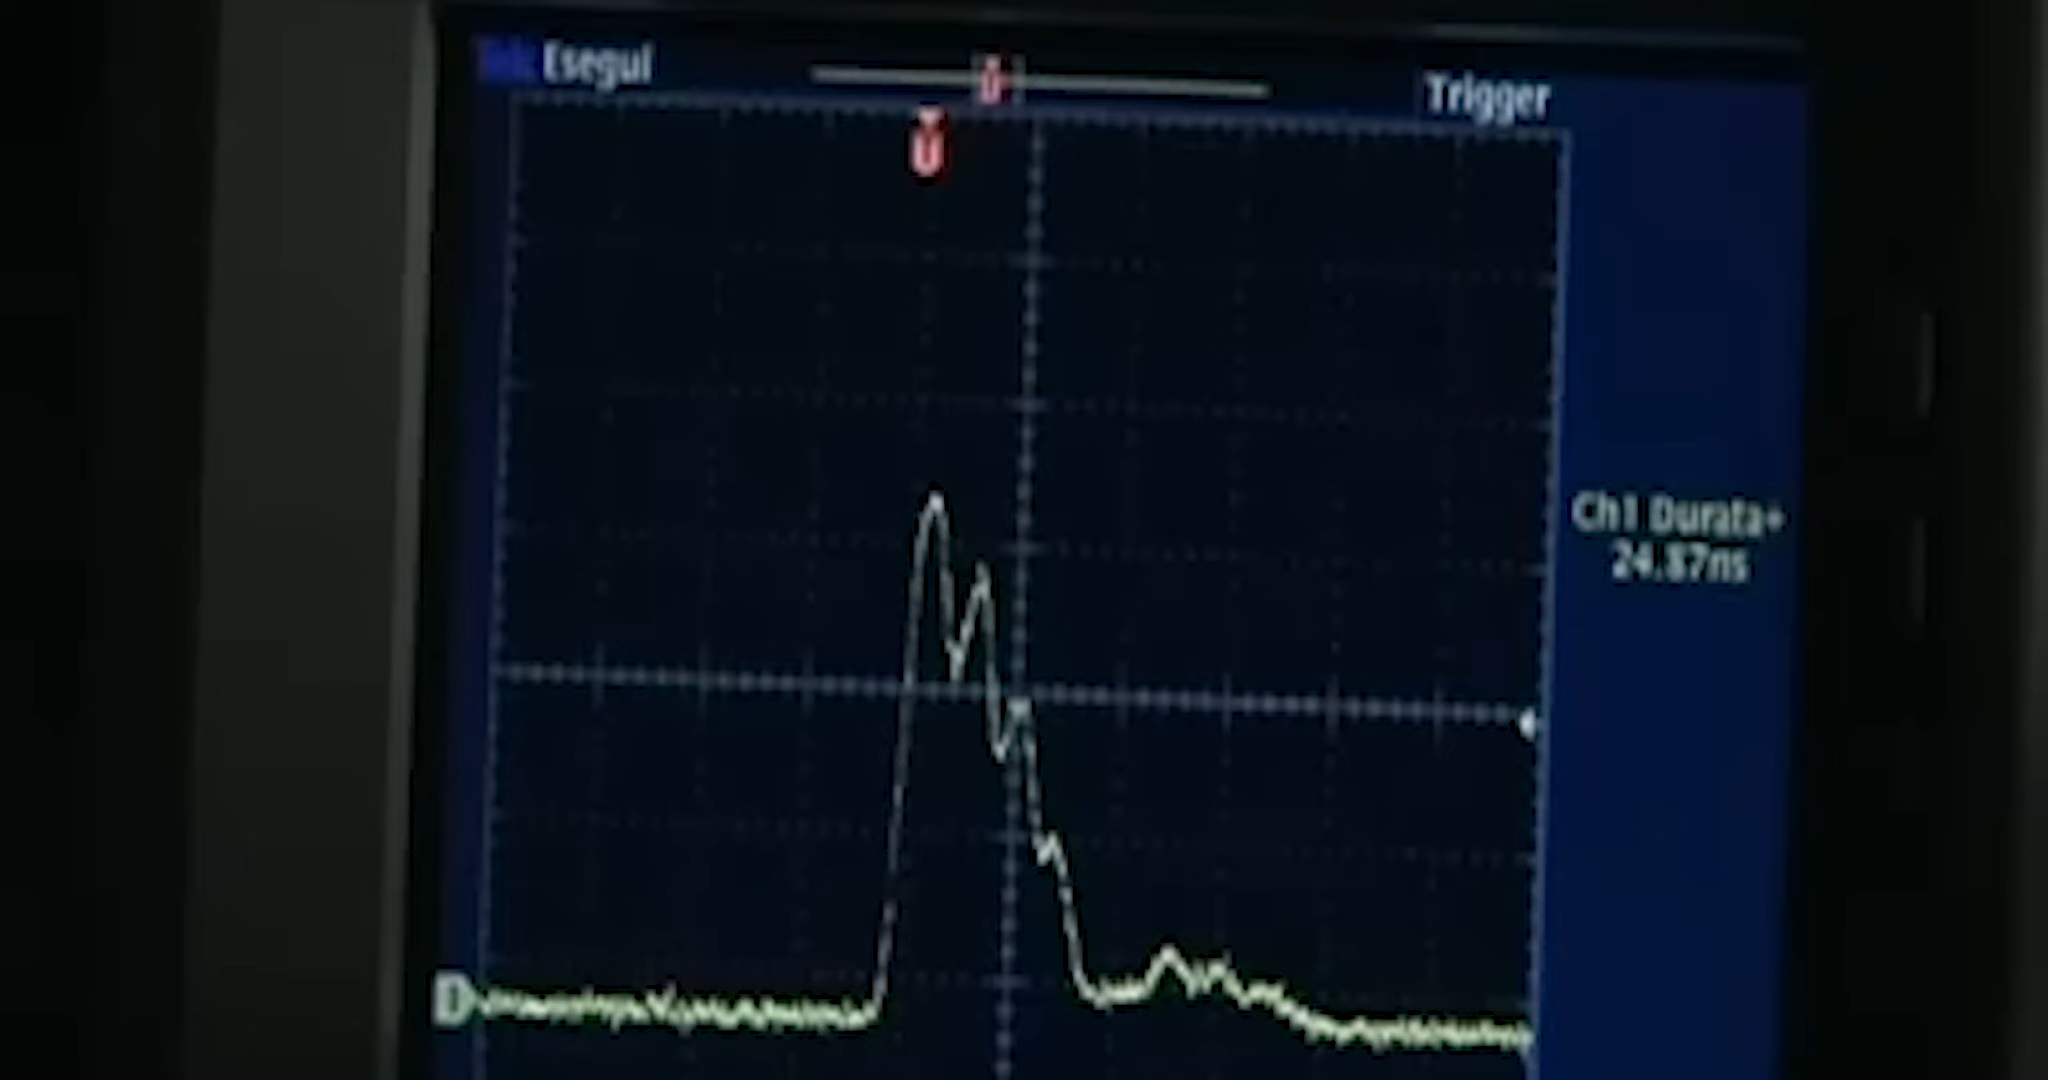 Esegui
Trigger
U
U
Ch1 Durata+
24.87ns